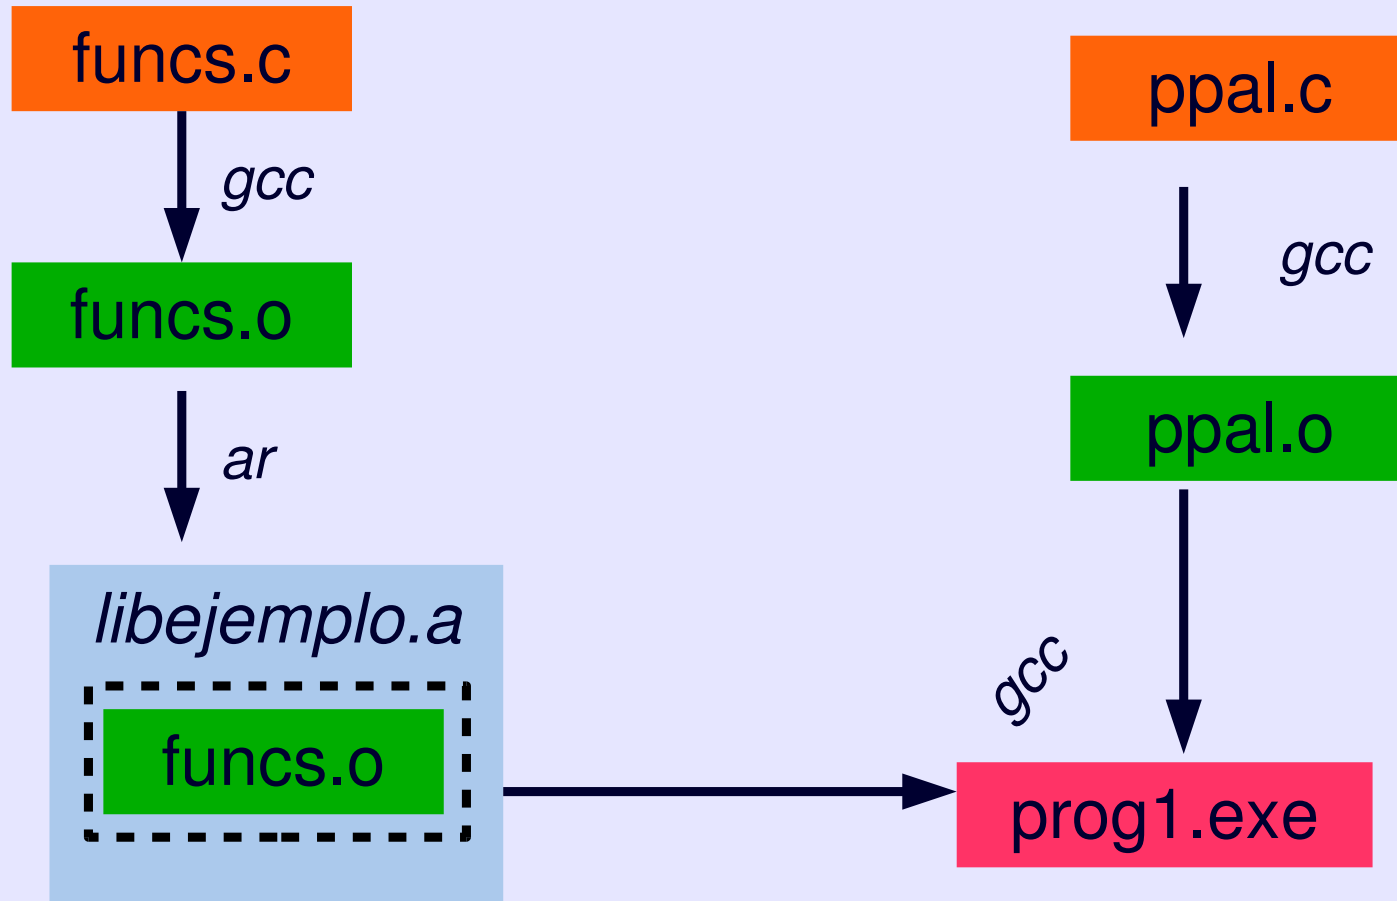 funcs.c
ppal.c
gcc
gcc
funcs.o
ppal.o
ar
libejemplo.a
gcc
funcs.o
prog1.exe